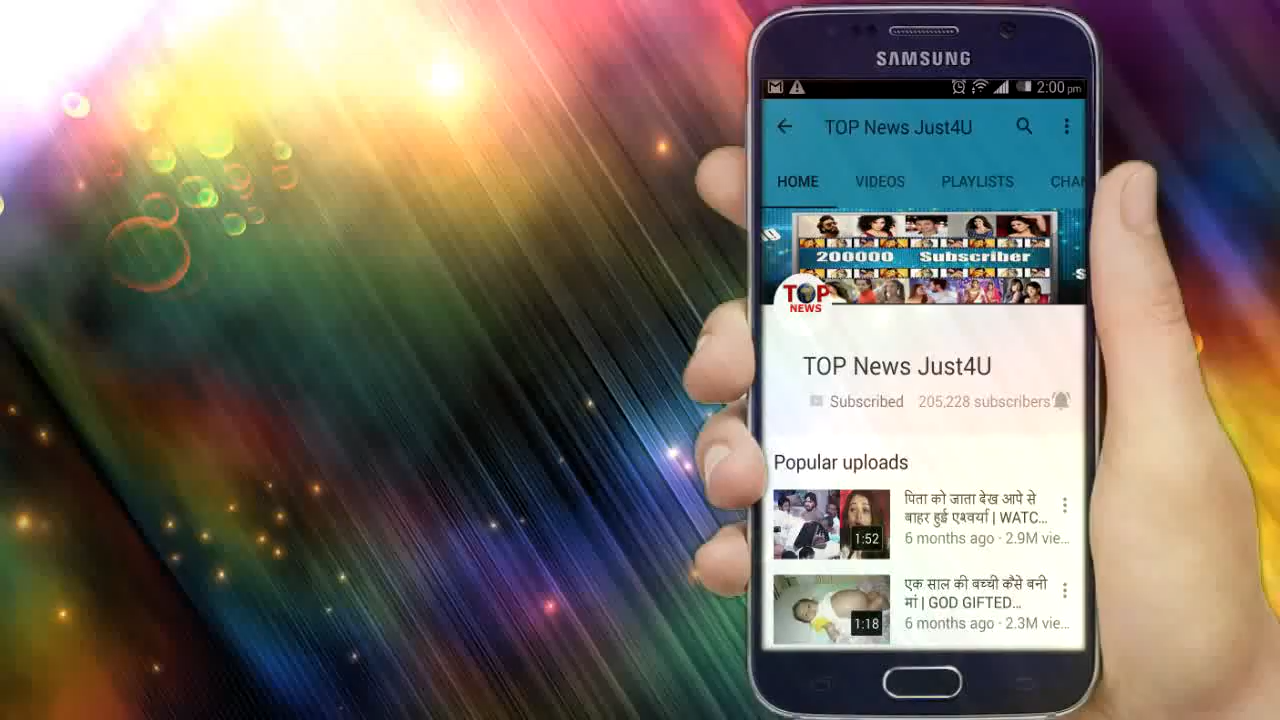 SAMSUNG
2:00 pm
TOP News Just4U
HOME VIDEOS PLAYLISTS CHAN
200000 Subscriber
TOP
NEWS
TOP News Just4U
Subscribed 205,228 subscribers
Popular uploads
पिता को जाता देख आपे से
बाहर हुई एश्वर्या | WATC...
1:52
6 months ago · 2.9M vie...
एक साल की बच्ची कैसे बनी
मां | GOD GIFTED...
1:18
6 months ago · 2.3M vie...